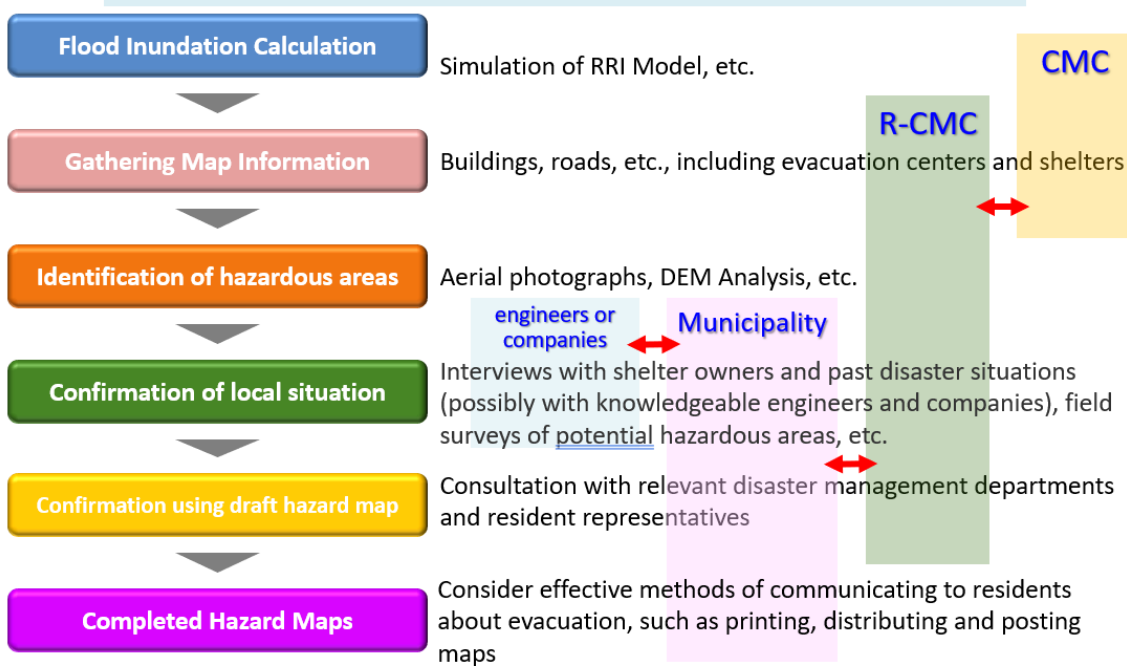 Flood Inundation Calculation
Simulation of RRI Model, etc.
CMC
R-CMC
Gathering Map Information
Buildings, roads, etc., including evacuation centers and shelters
Identification of hazardous areas
Aerial photographs, DEM Analysis, etc.
engineers or
companies
Municipality
Confirmation of local situation
Interviews with shelter owners and past disaster situations
(possibly with knowledgeable engineers and companies), field
surveys of potential hazardous areas, etc.
Confirmation using draft hazard map
Consultation with relevant disaster management departments
and resident representatives
Completed Hazard Maps
Consider effective methods of communicating to residents
about evacuation, such as printing, distributing and posting
maps